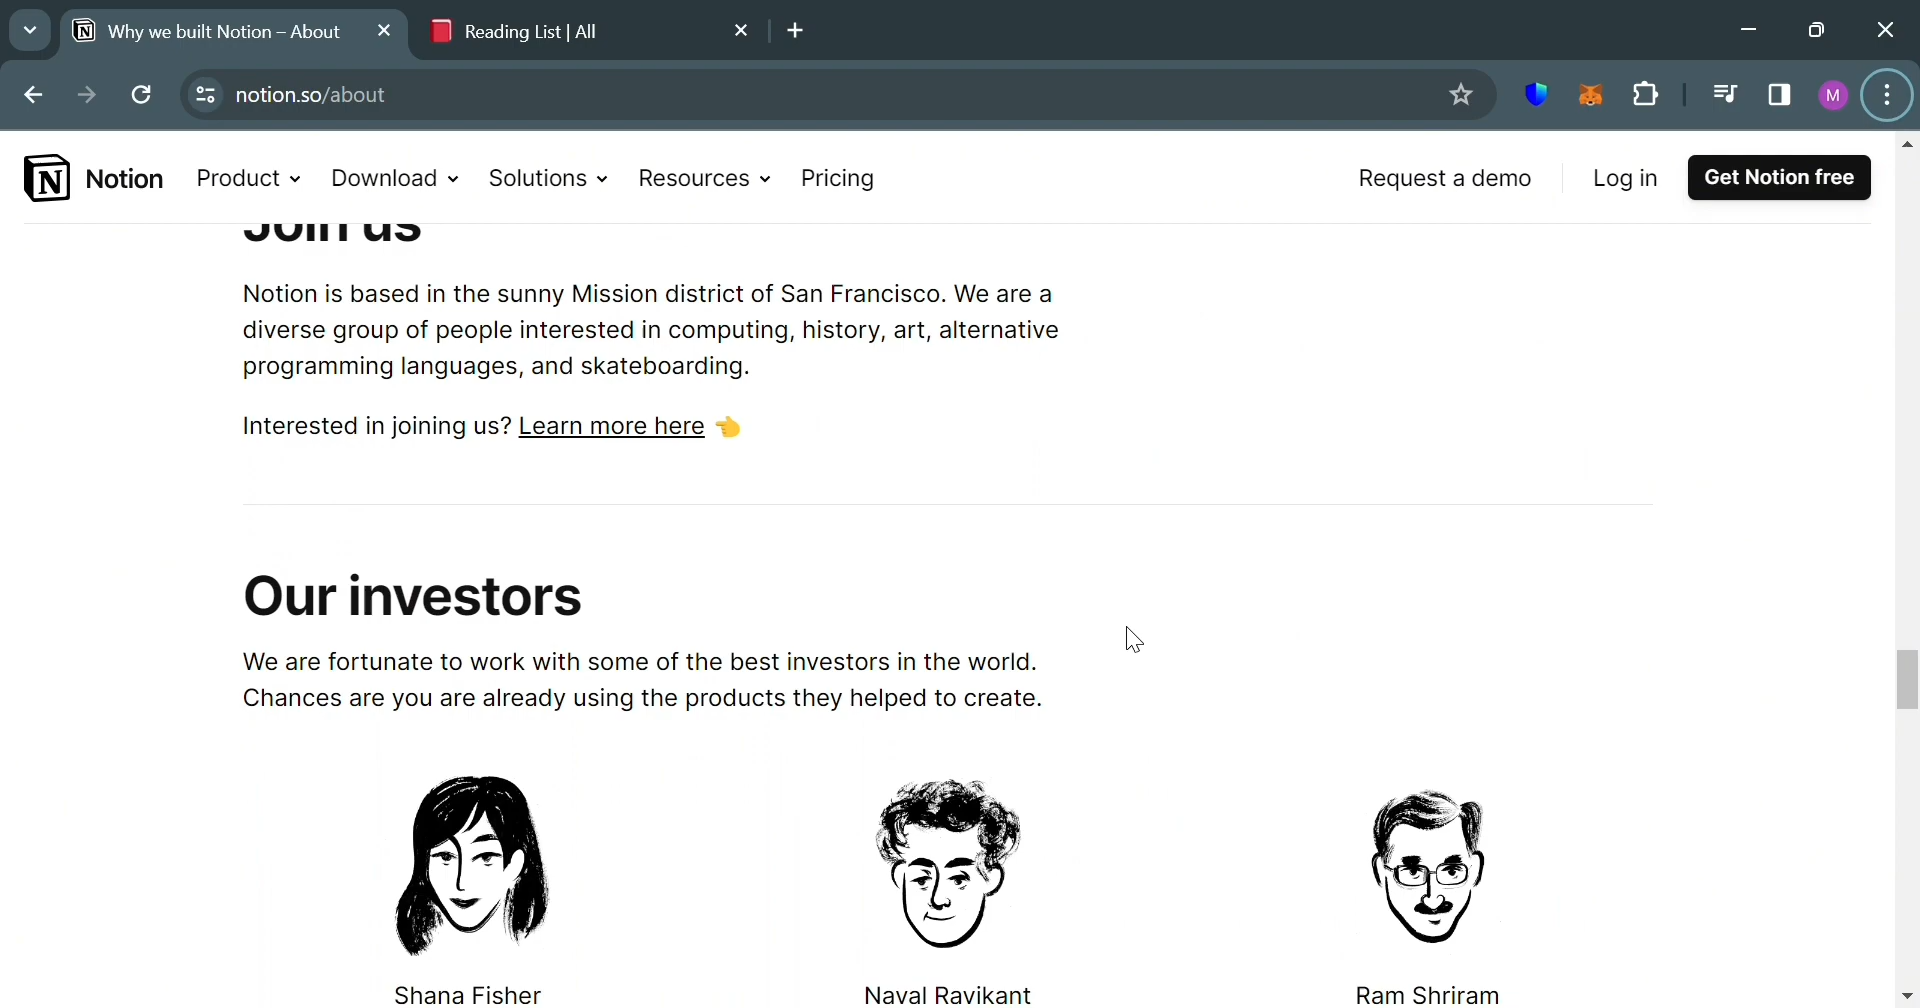 Why we built Notion – About
Reading List | All
notion.so/about
M
Notion
Product
Download
Solutions
Resources
Pricing
Request a demo
Log in
Get Notion free
Join us
Notion is based in the sunny Mission district of San Francisco. We are a
diverse group of people interested in computing, history, art, alternative
programming languages, and skateboarding.
Interested in joining us? Learn more here 👈
Our investors
We are fortunate to work with some of the best investors in the world.
Chances are you are already using the products they helped to create.
Shana Fisher
Naval Ravikant
Ram Shriram